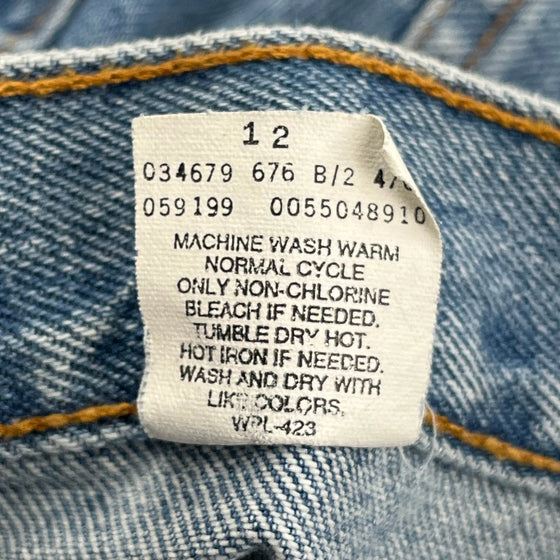 12
034679 676 B/2
059199 0055048910
MACHINE WASH WARM
NORMAL CYCLE
ONLY NON-CHLORINE
BLEACH IF NEEDED.
TUMBLE DRY HOT.
HOT IRON IF NEEDED.
WASH AND DRY WITH
LIKE COLORS.
WPL-423